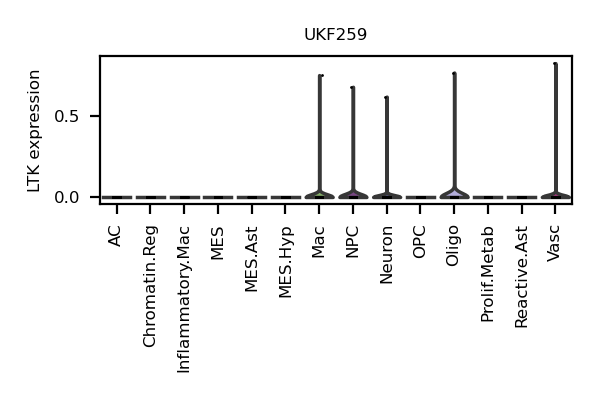 UKF259
LTK expression
0.5
0.0
AC
Chromatin.Reg
Inflammatory.Mac
MES
MES.Ast
MES.Hyp
Mac
NPC
Neuron
OPC
Oligo
Prolif.Metab
Reactive.Ast
Vasc